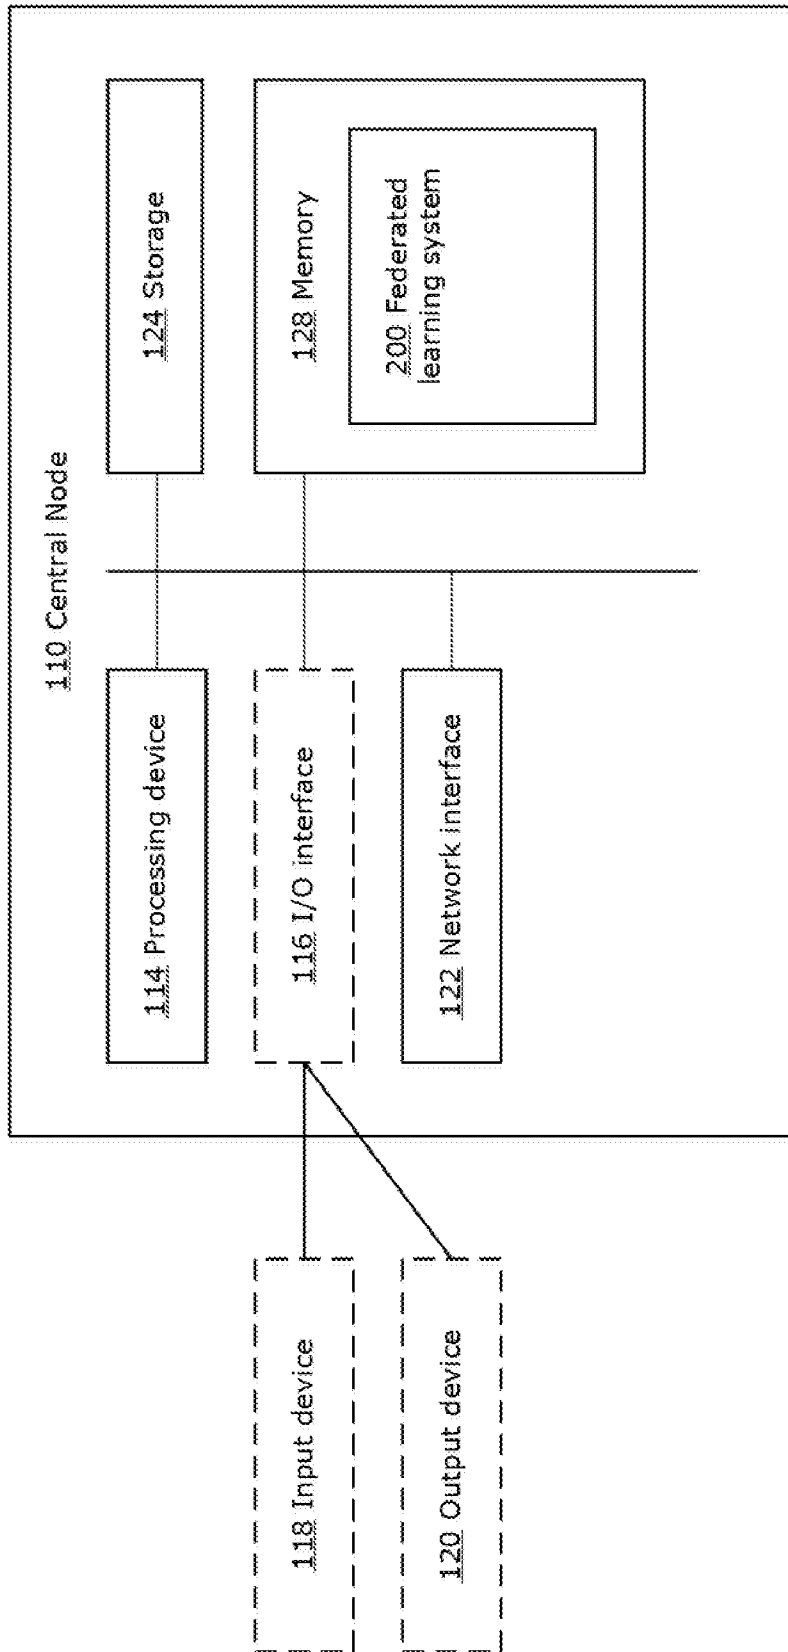 110 Central Node
114 Processing device
124 Storage
118 Input device
116 I/O interface
128 Memory
200 Federated
learning system
120 Output device
122 Network interface